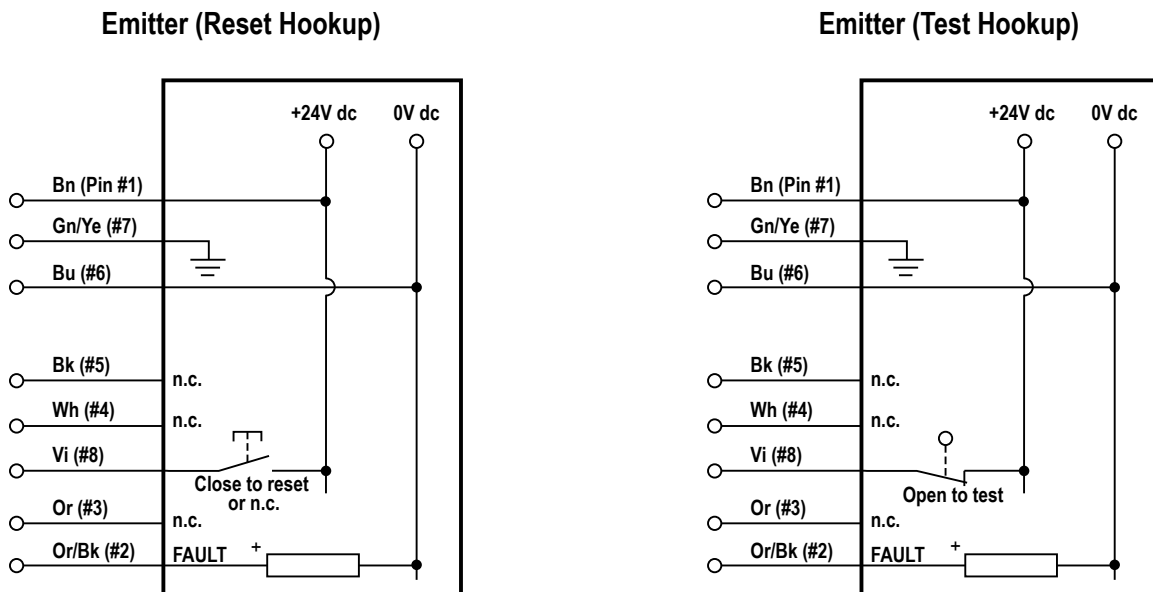 Emitter (Reset Hookup)
+24V dc 0V dc
Bn (Pin #1)
Gn/Ye (#7)
Bu (#6)
Bk (#5)
n.c.
Wh (#4)
n.c.
Vi (#8)
Close to reset
or n.c.
Or (#3)
n.c.
Or/Bk (#2)
FAULT +
Emitter (Test Hookup)
+24V dc 0V dc
Bn (Pin #1)
Gn/Ye (#7)
Bu (#6)
Bk (#5)
n.c.
Wh (#4)
n.c.
Vi (#8)
Open to test
Or (#3)
n.c.
Or/Bk (#2)
FAULT +